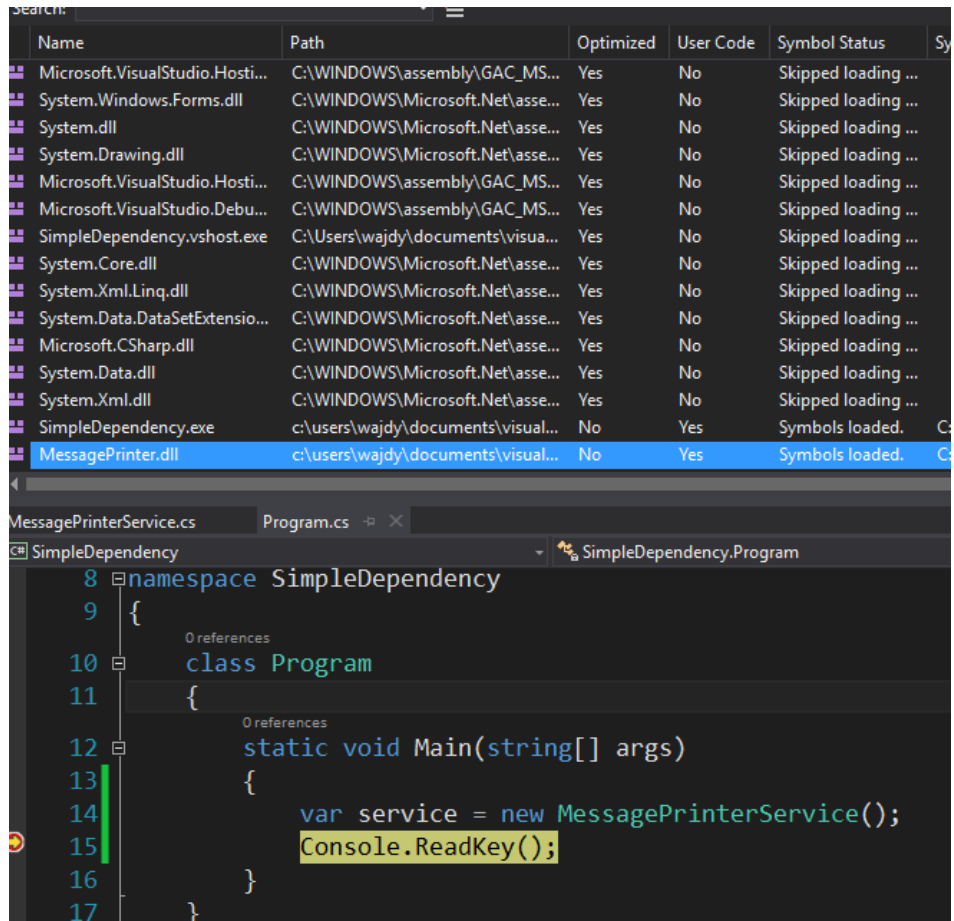 Search:
Name Path Optimized User Code Symbol Status Sy
Microsoft.VisualStudio.Hosti... C:\WINDOWS\assembly\GAC_MS... Yes No Skipped loading ...
System.Windows.Forms.dll C:\WINDOWS\Microsoft.Net\asse... Yes No Skipped loading ...
System.dll C:\WINDOWS\Microsoft.Net\asse... Yes No Skipped loading ...
System.Drawing.dll C:\WINDOWS\Microsoft.Net\asse... Yes No Skipped loading ...
Microsoft.VisualStudio.Hosti... C:\WINDOWS\assembly\GAC_MS... Yes No Skipped loading ...
Microsoft.VisualStudio.Debu... C:\WINDOWS\assembly\GAC_MS... Yes No Skipped loading ...
SimpleDependency.vshost.exe C:\Users\wajdy\documents\visua... Yes No Skipped loading ...
System.Core.dll C:\WINDOWS\Microsoft.Net\asse... Yes No Skipped loading ...
System.Xml.Linq.dll C:\WINDOWS\Microsoft.Net\asse... Yes No Skipped loading ...
System.Data.DataSetExtensio... C:\WINDOWS\Microsoft.Net\asse... Yes No Skipped loading ...
Microsoft.CSharp.dll C:\WINDOWS\Microsoft.Net\asse... Yes No Skipped loading ...
System.Data.dll C:\WINDOWS\Microsoft.Net\asse... Yes No Skipped loading ...
System.Xml.dll C:\WINDOWS\Microsoft.Net\asse... Yes No Skipped loading ...
SimpleDependency.exe c:\users\wajdy\documents\visual... No Yes Symbols loaded. C:
MessagePrinter.dll c:\users\wajdy\documents\visual... No Yes Symbols loaded. C:
MessagePrinterService.cs Program.cs
C# SimpleDependency SimpleDependency.Program
8 namespace SimpleDependency
9 {
0 references
10 class Program
11 {
0 references
12 static void Main(string[] args)
13 {
14 var service = new MessagePrinterService();
15 Console.ReadKey();
16 }
17 }